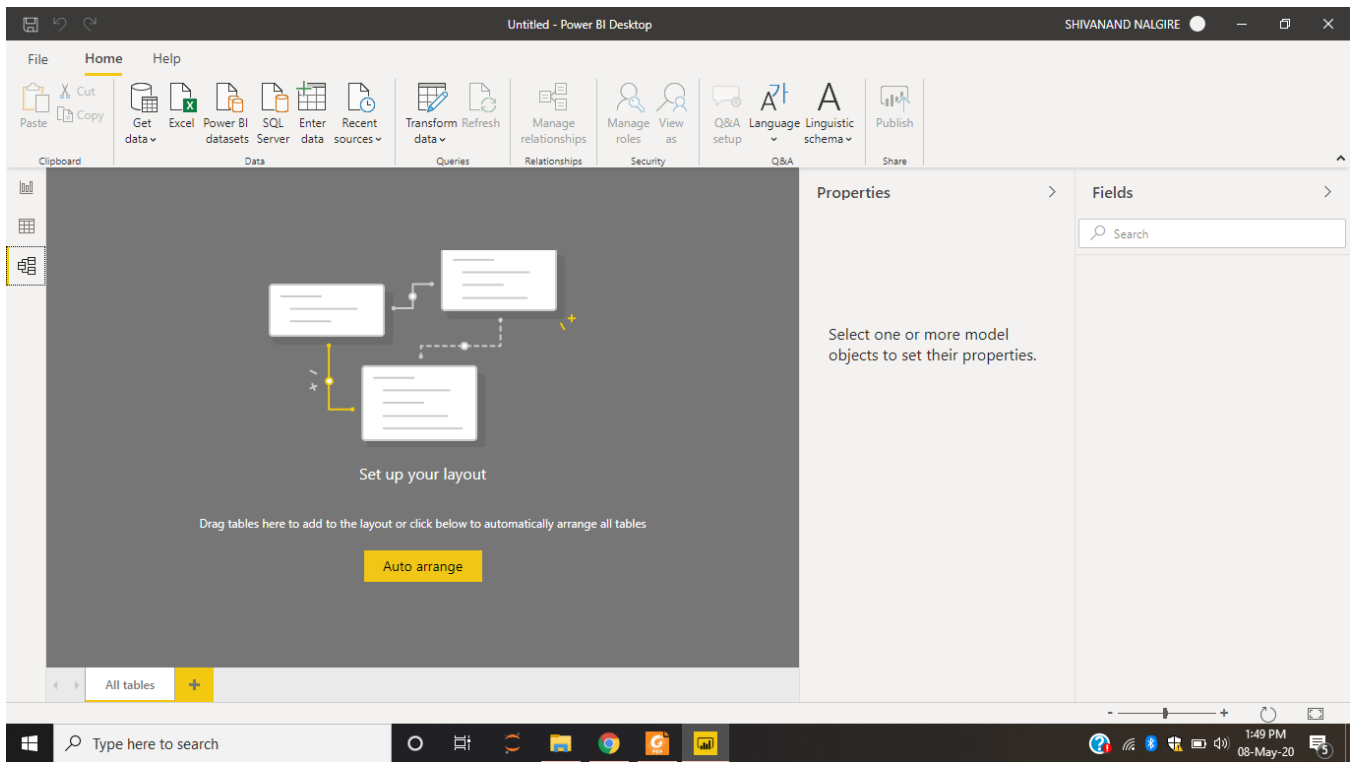 Untitled - Power BI Desktop
SHIVANAND NALGIRE
File Home Help
Paste
Cut
Copy
Clipboard
Get data
Excel
Power BI datasets
SQL Server
Enter data
Recent sources
Data
Transform data
Refresh
Queries
Manage relationships
Relationships
Manage roles
View as
Security
Q&A setup
Language
Linguistic schema
Q&A
Publish
Share
Properties
Select one or more model
objects to set their properties.
Fields
Search
Set up your layout
Drag tables here to add to the layout or click below to automatically arrange all tables
Auto arrange
All tables
Type here to search
1:49 PM
08-May-20
5